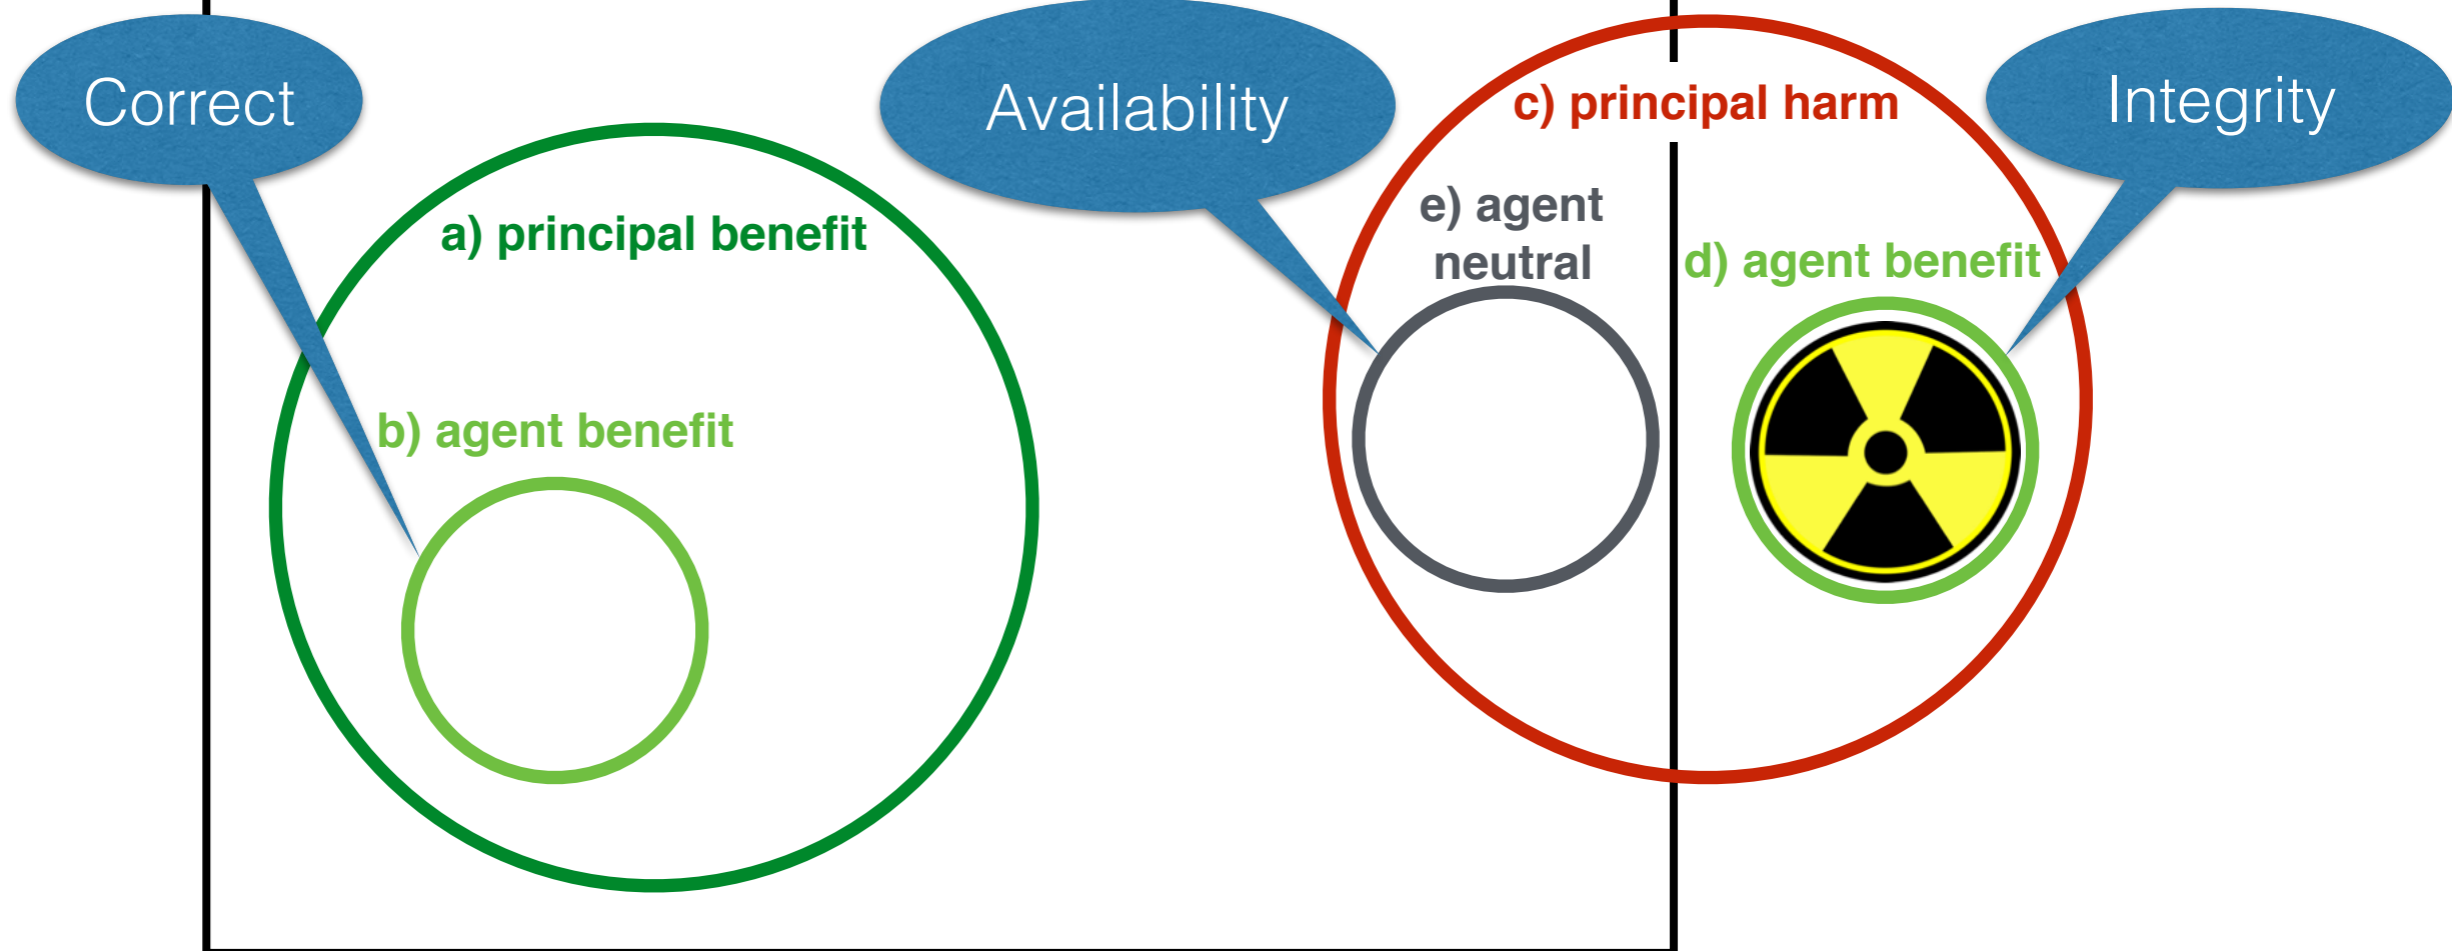 Correct
Availability
c) principal harm
Integrity
a) principal benefit
e) agent
neutral
d) agent benefit
b) agent benefit